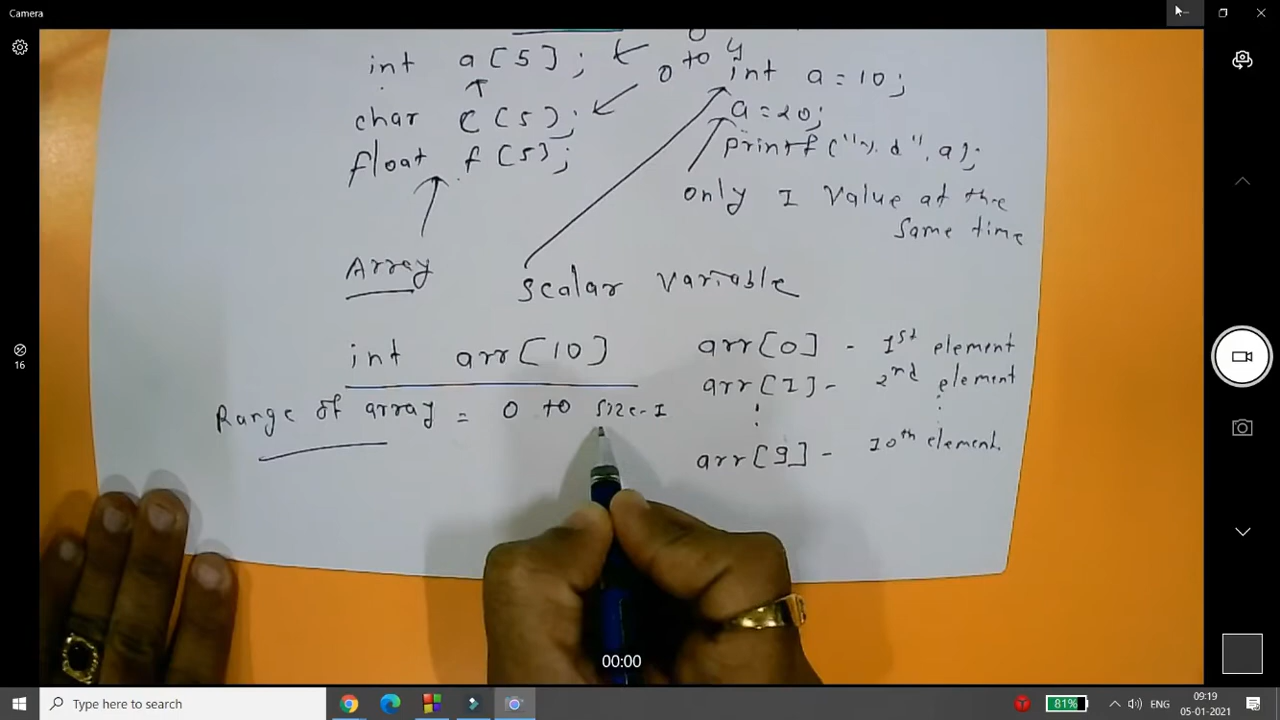 Camera
int a[5];
0 to 4
int a = 10;
char c(5);
a = 20;
float f(5);
printf("%d", a);
only 1 value at the
same time
Array
Scalar Variable
int arr[10]
arr[0] - 1st element
arr[1] - 2nd element
Range of array = 0 to size-1
arr[9] - 10th element.
16
00:00
Type here to search
81%
ENG
09:19
05-01-2021